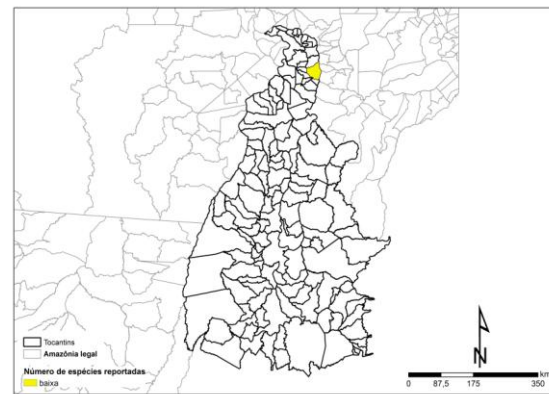 Tocantins
Amazônia legal
Número de espécies reportadas
baixa
N
km
0 87,5 175 350